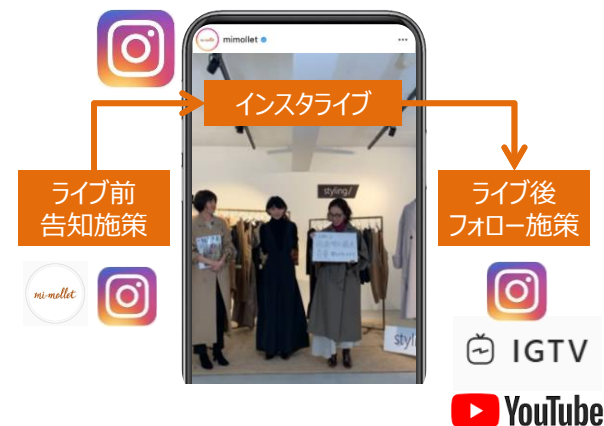 mimollet
インスタライブ
ライブ前
告知施策
ライブ後
フォロー施策
styling/
mi-mollet
IGTV
YouTube